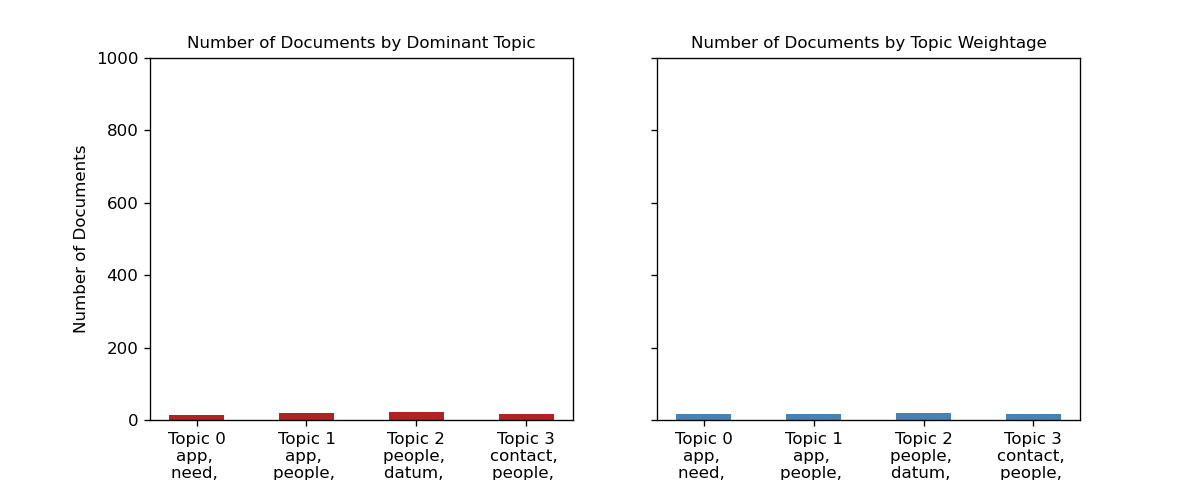 Number of Documents by Dominant Topic
Number of Documents
1000
800
600
400
200
0
Topic 0
app,
need,
Topic 1
app,
people,
Topic 2
people,
datum,
Topic 3
contact,
people,
Number of Documents by Topic Weightage
Topic 0
app,
need,
Topic 1
app,
people,
Topic 2
people,
datum,
Topic 3
contact,
people,